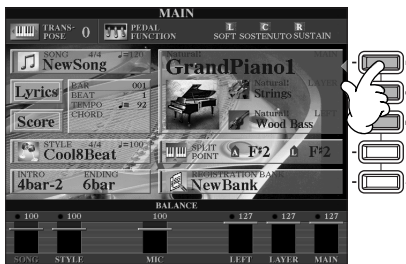 MAIN
TRANS-
POSE 0
PEDAL
FUNCTION
L C R
SOFT SOSTENUTO SUSTAIN
SONG 4/4 ♩=120
NewSong
Lyrics
BAR 001
BEAT 1
TEMPO ♩= 92
CHORD
Score
Natural! MAIN
GrandPiano1
Natural! LAYER
Strings
Natural! LEFT
Wood Bass
STYLE 4/4 ♩=100
Cool8Beat
SPLIT
POINT
A F#2 L F#2
INTRO ENDING
4bar-2 6bar
REGISTRATION BANK
NewBank
BALANCE
100 100 100 127 127 127
SONG STYLE MIC LEFT LAYER MAIN